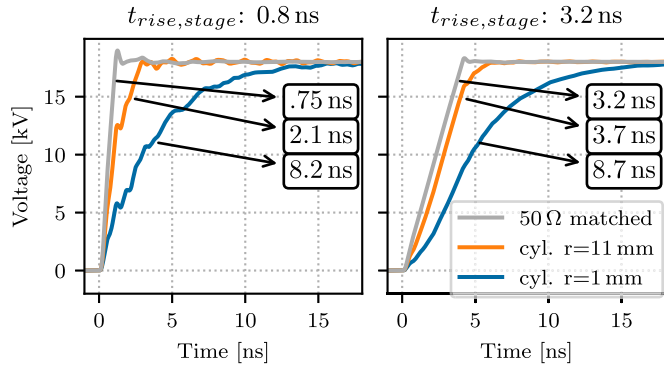 t_rise,stage: 0.8 ns
t_rise,stage: 3.2 ns
Voltage [kV]
15
10
5
0
.75 ns
2.1 ns
8.2 ns
3.2 ns
3.7 ns
8.7 ns
50 Ω matched
cyl. r=11 mm
cyl. r=1 mm
0 5 10 15
0 5 10 15
Time [ns]
Time [ns]